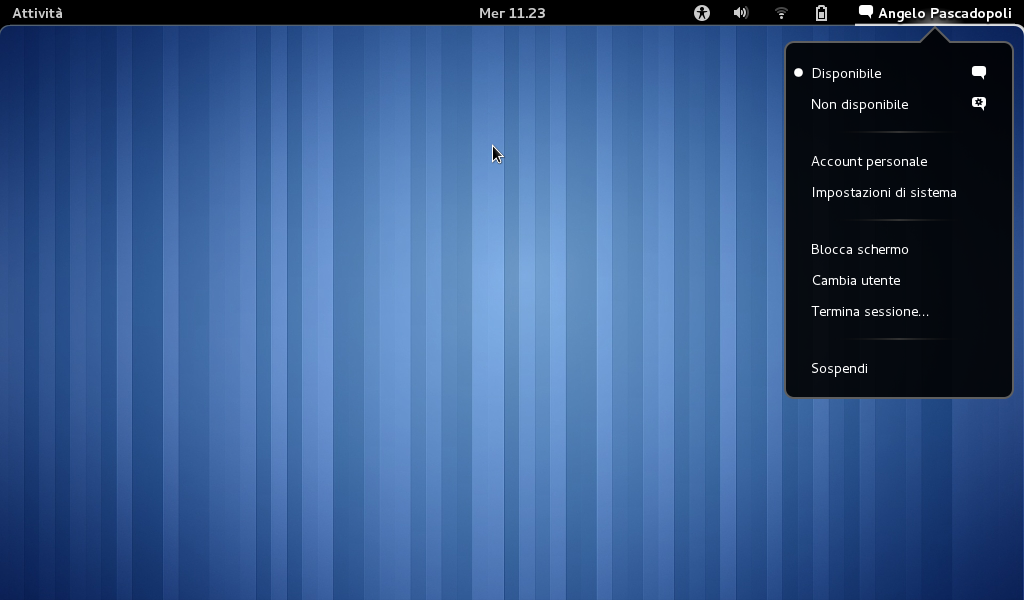 Attività
Mer 11.23
Angelo Pascadopoli
Disponibile
Non disponibile
Account personale
Impostazioni di sistema
Blocca schermo
Cambia utente
Termina sessione...
Sospendi